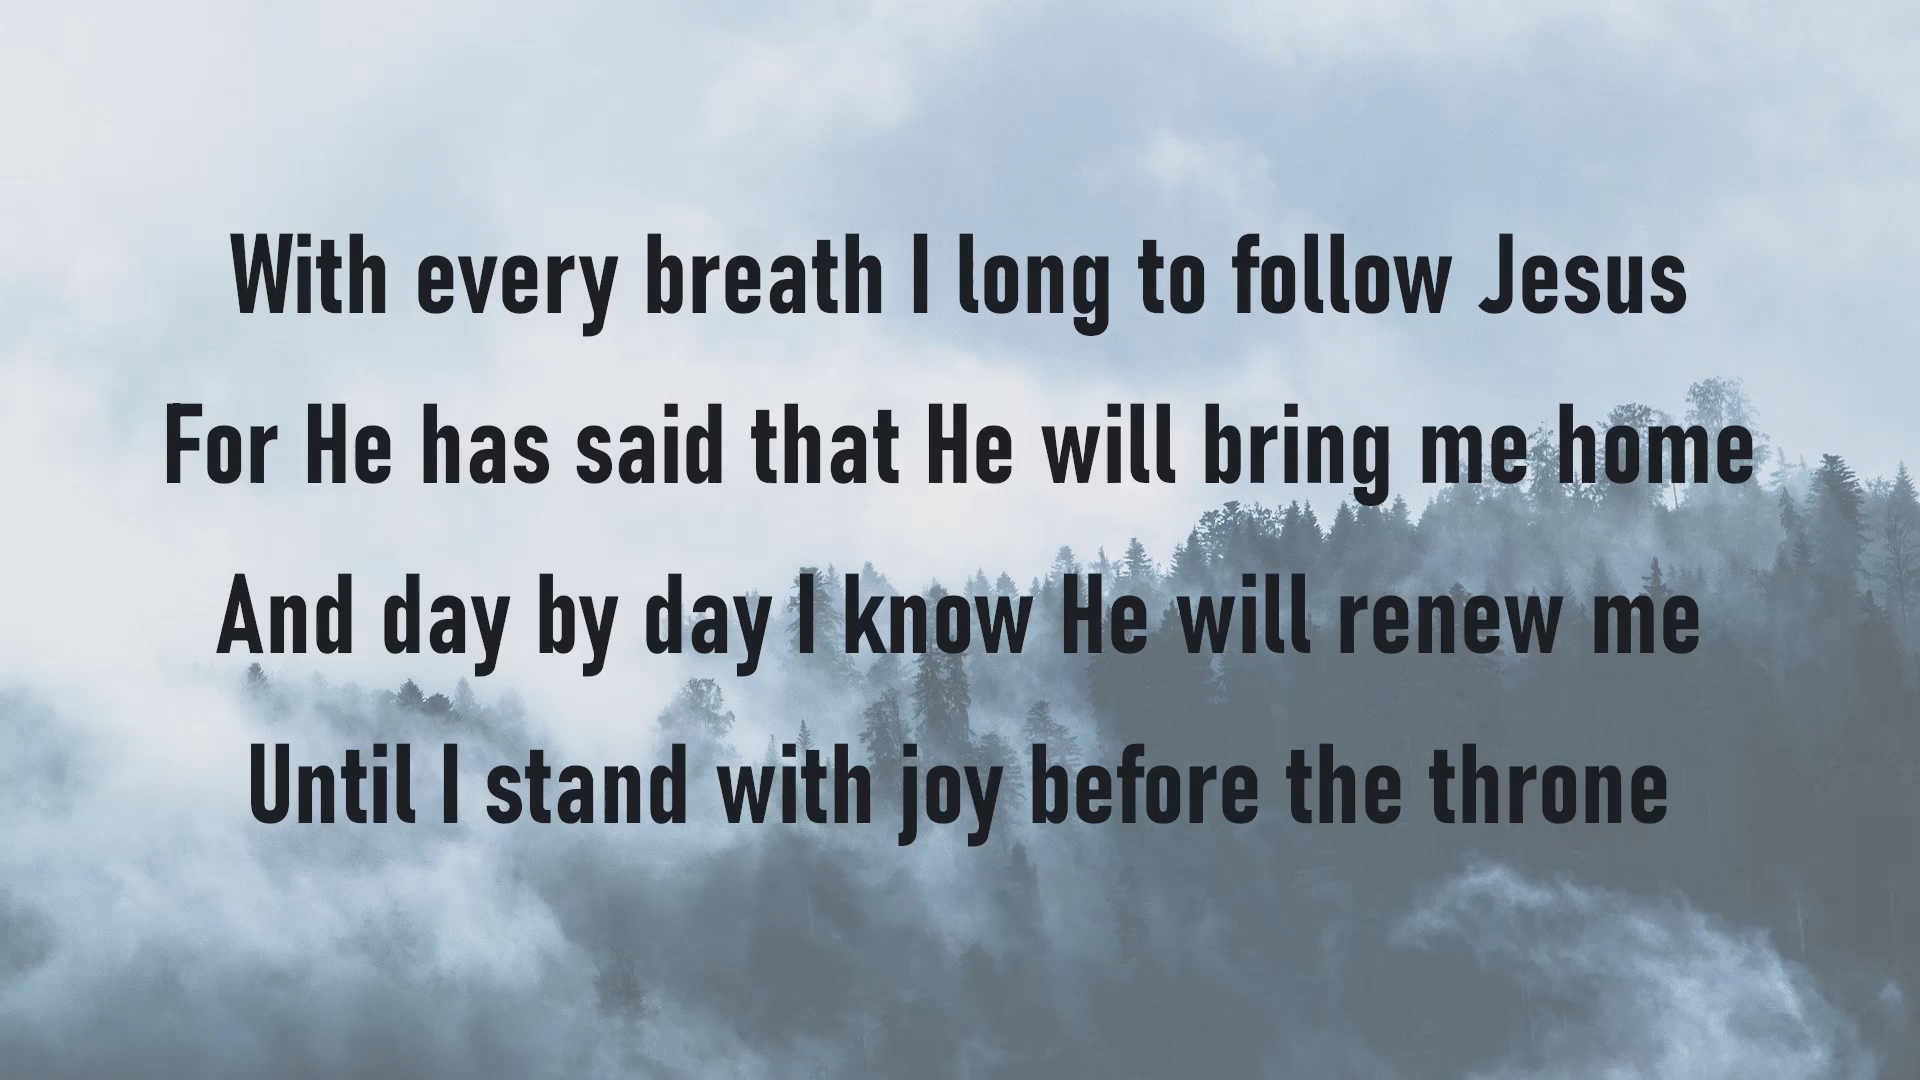 With every breath I long to follow Jesus
For He has said that He will bring me home
And day by day I know He will renew me
Until I stand with joy before the throne